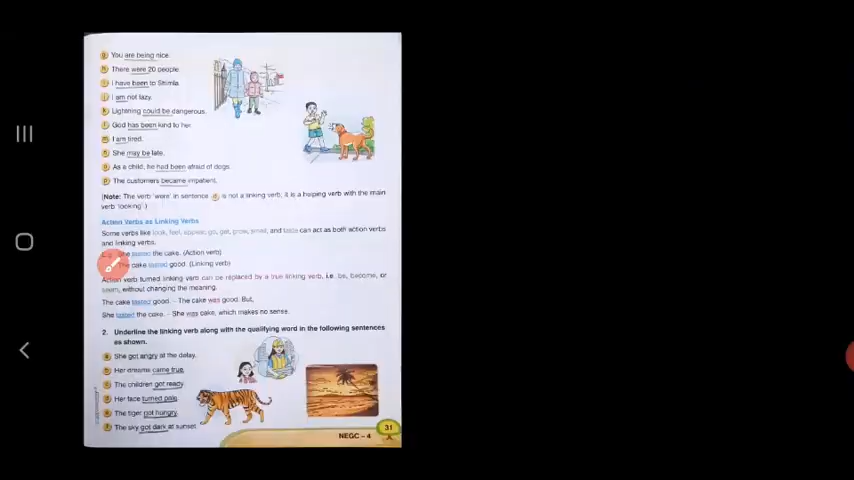 g You are being nice.
h There were 20 people.
i I have been to Shimla.
j I am not lazy.
k Lightning could be dangerous.
l God has been kind to her.
m I am tired.
n She may be late.
o As a child, he had been afraid of dogs.
p The customers became impatient.
(Note: The verb 'were' in sentence d is not a linking verb, it is a helping verb with the main
verb 'looking'.)
Action Verbs as Linking Verbs
Some verbs like look, feel, appear, go, get, grow, smell, and taste can act as both action verbs
and linking verbs.
She tasted the cake. (Action verb)
The cake tasted good. (Linking verb)
Action verb turned linking verb can be replaced by a true linking verb, i.e. be, become, or
seem, without changing the meaning.
The cake tasted good. – The cake was good. But,
She tasted the cake. – She was cake, which makes no sense.
2. Underline the linking verb along with the qualifying word in the following sentences
as shown.
a She got angry at the delay.
b Her dreams came true.
c The children got ready.
d Her face turned pale.
e The tiger got hungry.
f The sky got dark at sunset.
31
NEGC – 4